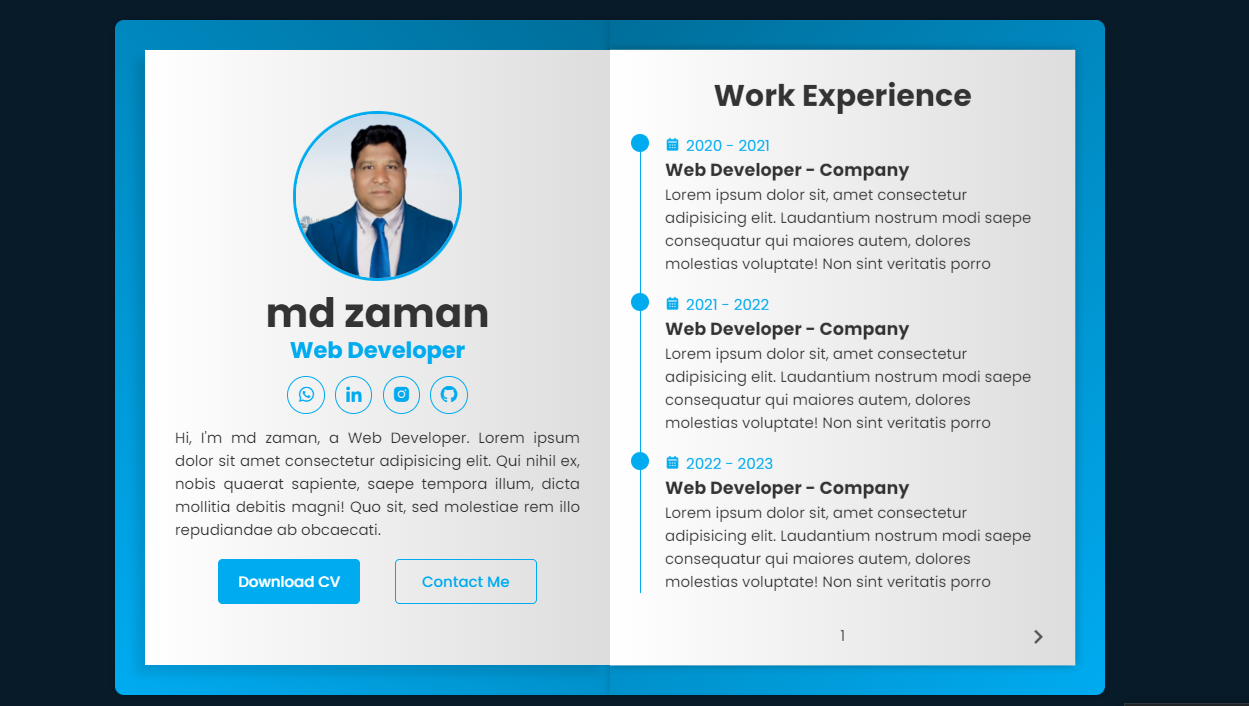 md zaman
Web Developer
Hi, I'm md zaman, a Web Developer. Lorem ipsum
dolor sit amet consectetur adipisicing elit. Qui nihil ex,
nobis quaerat sapiente, saepe tempora illum, dicta
mollitia debitis magni! Quo sit, sed molestiae rem illo
repudiandae ab obcaecati.
Download CV
Contact Me
Work Experience
2020 - 2021
Web Developer - Company
Lorem ipsum dolor sit, amet consectetur
adipisicing elit. Laudantium nostrum modi saepe
consequatur qui maiores autem, dolores
molestias voluptate! Non sint veritatis porro
2021 - 2022
Web Developer - Company
Lorem ipsum dolor sit, amet consectetur
adipisicing elit. Laudantium nostrum modi saepe
consequatur qui maiores autem, dolores
molestias voluptate! Non sint veritatis porro
2022 - 2023
Web Developer - Company
Lorem ipsum dolor sit, amet consectetur
adipisicing elit. Laudantium nostrum modi saepe
consequatur qui maiores autem, dolores
molestias voluptate! Non sint veritatis porro
1